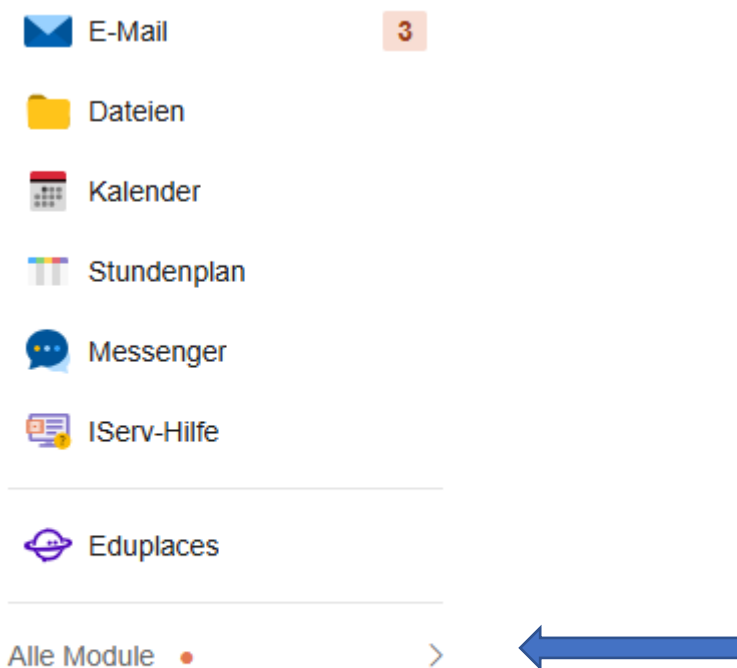 E-Mail 3
Dateien
Kalender
Stundenplan
Messenger
IServ-Hilfe
Eduplaces
Alle Module